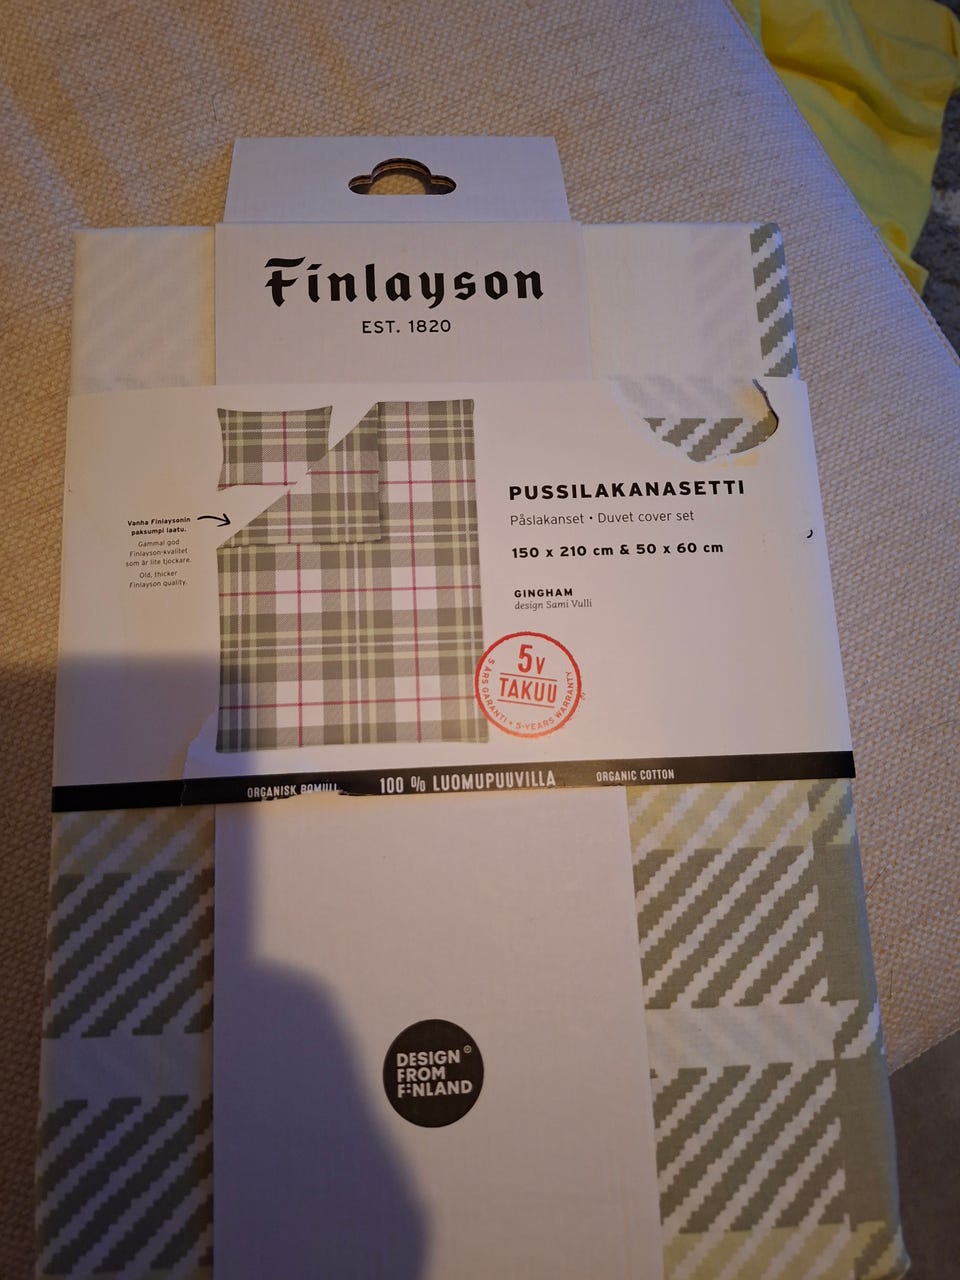 Finlayson
EST. 1820
Vanha Finlaysonin
paksumpi laatu.
Gammal god
Finlayson-kvalitet
som är lite tjockare.
Old, thicker
Finlayson quality.
PUSSILAKANASETTI
Påslakanset • Duvet cover set
150 x 210 cm & 50 x 60 cm
GINGHAM
design Sami Vulli
5V
TAKUU
5 ÅRS GARANTI • 5-YEARS WARRANTY
ORGANISK BOMULL
100 % LUOMUPUUVILLA
ORGANIC COTTON
DESIGN
FROM
FINLAND